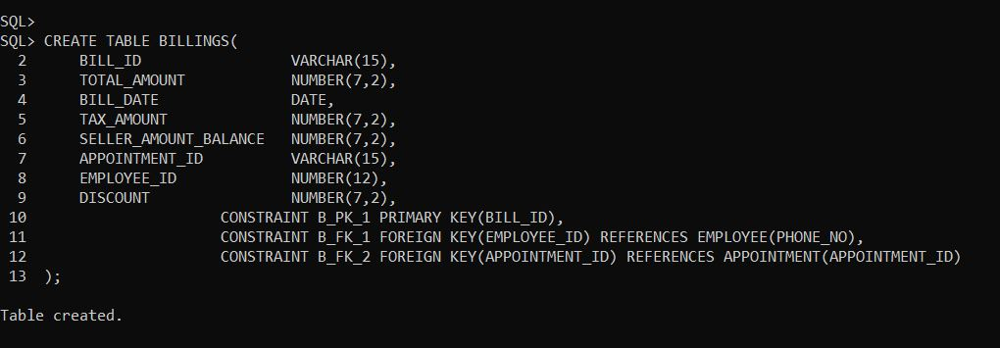 SQL>
SQL> CREATE TABLE BILLINGS(
  2      BILL_ID                 VARCHAR(15),
  3      TOTAL_AMOUNT            NUMBER(7,2),
  4      BILL_DATE               DATE,
  5      TAX_AMOUNT              NUMBER(7,2),
  6      SELLER_AMOUNT_BALANCE   NUMBER(7,2),
  7      APPOINTMENT_ID          VARCHAR(15),
  8      EMPLOYEE_ID             NUMBER(12),
  9      DISCOUNT                NUMBER(7,2),
 10                      CONSTRAINT B_PK_1 PRIMARY KEY(BILL_ID),
 11                      CONSTRAINT B_FK_1 FOREIGN KEY(EMPLOYEE_ID) REFERENCES EMPLOYEE(PHONE_NO),
 12                      CONSTRAINT B_FK_2 FOREIGN KEY(APPOINTMENT_ID) REFERENCES APPOINTMENT(APPOINTMENT_ID)
 13  );
Table created.